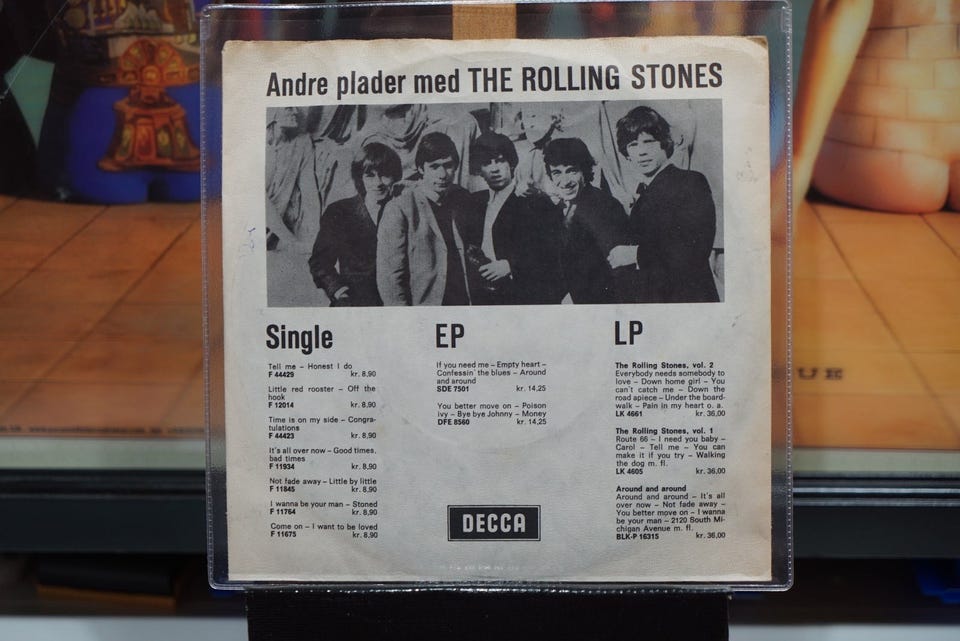 Andre plader med THE ROLLING STONES
Single
Tell me – Honest I do
F 44429 kr. 8,90
Little red rooster – Off the
hook
F 12014 kr. 8,90
Time is on my side – Congra-
tulations
F 44423 kr. 8,90
It's all over now – Good times,
bad times
F 11934 kr. 8,90
Not fade away – Little by little
F 11845 kr. 8,90
I wanna be your man – Stoned
F 11764 kr. 8,90
Come on – I want to be loved
F 11675 kr. 8,90
EP
If you need me – Empty heart –
Confessin' the blues – Around
and around
SDE 7501 kr. 14,25
You better move on – Poison
ivy – Bye bye Johnny – Money
DFE 8560 kr. 14,25
LP
The Rolling Stones, vol. 2
Everybody needs somebody to
love – Down home girl – You
can't catch me – Down the
road apiece – Under the board-
walk – Pain in my heart o. a.
LK 4661 kr. 36,00
The Rolling Stones, vol. 1
Route 66 – I need you baby –
Carol – Tell me – You can
make it if you try – Walking
the dog m. fl.
LK 4605 kr. 36,00
Around and around
Around and around – It's all
over now – Not fade away –
You better move on – I wanna
be your man – 2120 South Mi-
chigan Avenue m. fl.
BLK-P 16315 kr. 36,00
DECCA